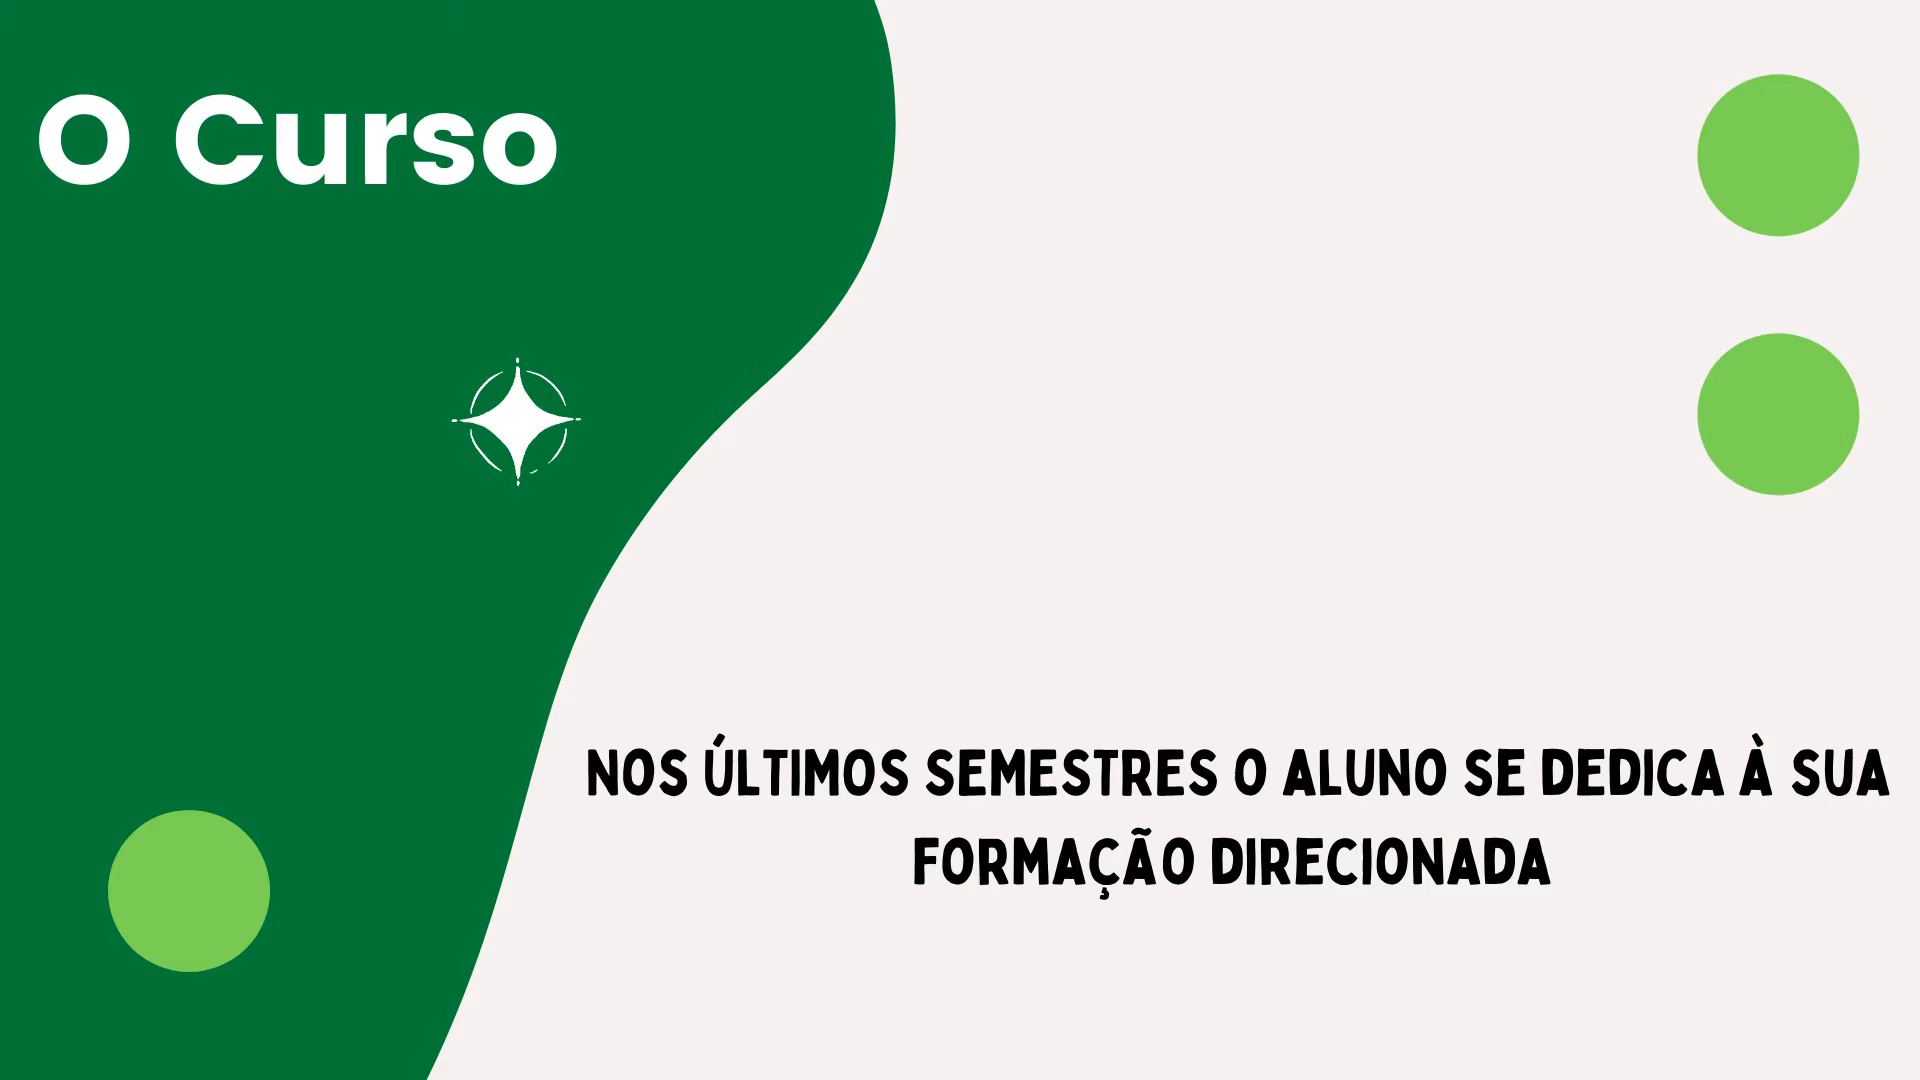 O Curso
NOS ÚLTIMOS SEMESTRES O ALUNO SE DEDICA À SUA
FORMAÇÃO DIRECIONADA